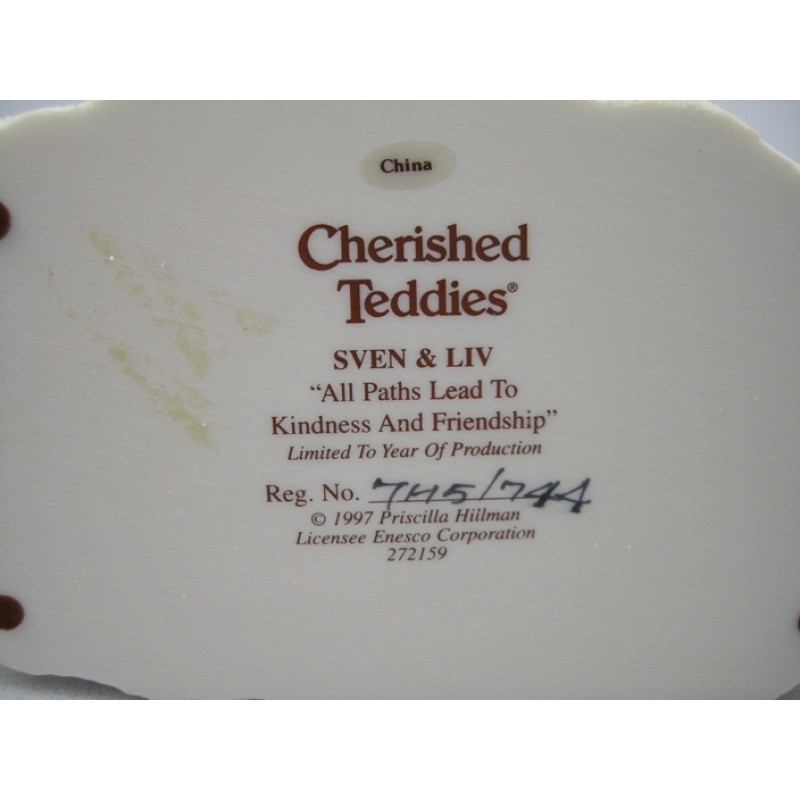 China
Cherished
Teddies®
SVEN & LIV
“All Paths Lead To
Kindness And Friendship”
Limited To Year Of Production
Reg. No. 7H5/744
© 1997 Priscilla Hillman
Licensee Enesco Corporation
272159